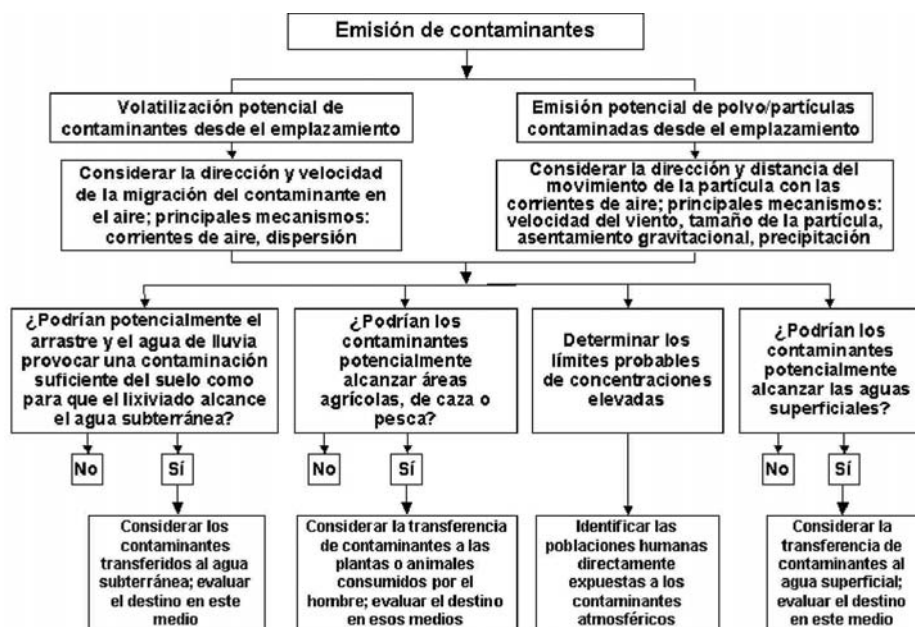 Emisión de contaminantes
Volatilización potencial de
contaminantes desde el emplazamiento
Emisión potencial de polvo/partículas
contaminadas desde el emplazamiento
Considerar la dirección y velocidad
de la migración del contaminante en
el aire; principales mecanismos:
corrientes de aire, dispersión
Considerar la dirección y distancia del
movimiento de la partícula con las
corrientes de aire; principales mecanismos:
velocidad del viento, tamaño de la partícula,
asentamiento gravitacional, precipitación
¿Podrían potencialmente el
arrastre y el agua de lluvia
provocar una contaminación
suficiente del suelo como
para que el lixiviado alcance
el agua subterránea?
¿Podrían los
contaminantes
potencialmente
alcanzar áreas
agrícolas, de caza o
pesca?
Determinar los
límites probables
de concentraciones
elevadas
¿Podrían los
contaminantes
potencialmente
alcanzar las aguas
superficiales?
No
Sí
No
Sí
No
Sí
Considerar los
contaminantes
transferidos al agua
subterránea; evaluar
el destino en este
medio
Considerar la transferencia
de contaminantes a las
plantas o animales
consumidos por el
hombre; evaluar el destino
en esos medios
Identificar las
poblaciones humanas
directamente
expuestas a los
contaminantes
atmosféricos
Considerar la
transferencia de
contaminantes al
agua superficial;
evaluar el destino
en este medio